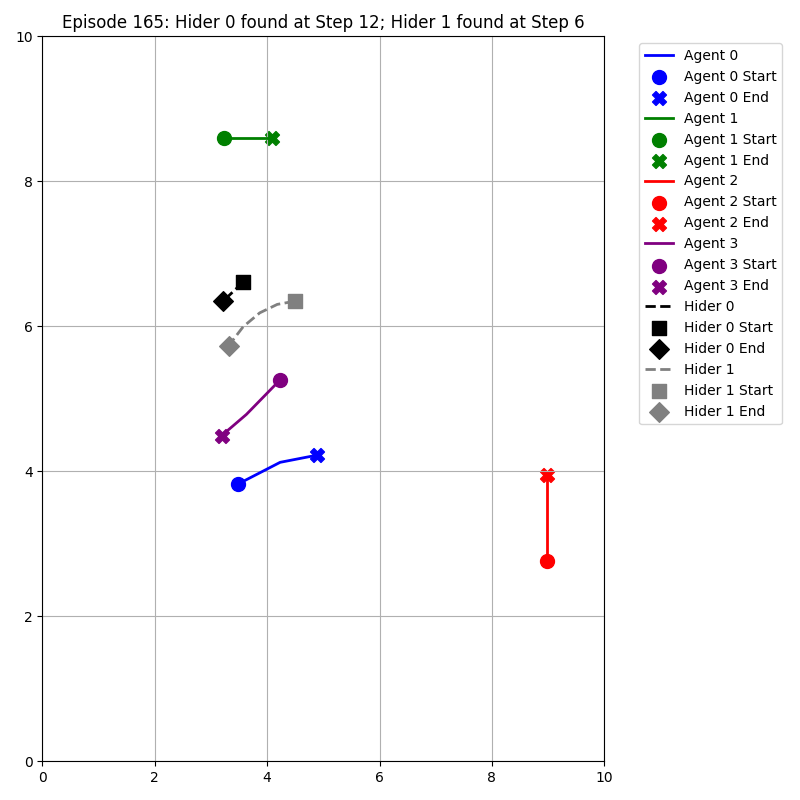 Episode 165: Hider 0 found at Step 12; Hider 1 found at Step 6
10
8
6
4
2
0
0 2 4 6 8 10
Agent 0
Agent 0 Start
Agent 0 End
Agent 1
Agent 1 Start
Agent 1 End
Agent 2
Agent 2 Start
Agent 2 End
Agent 3
Agent 3 Start
Agent 3 End
Hider 0
Hider 0 Start
Hider 0 End
Hider 1
Hider 1 Start
Hider 1 End